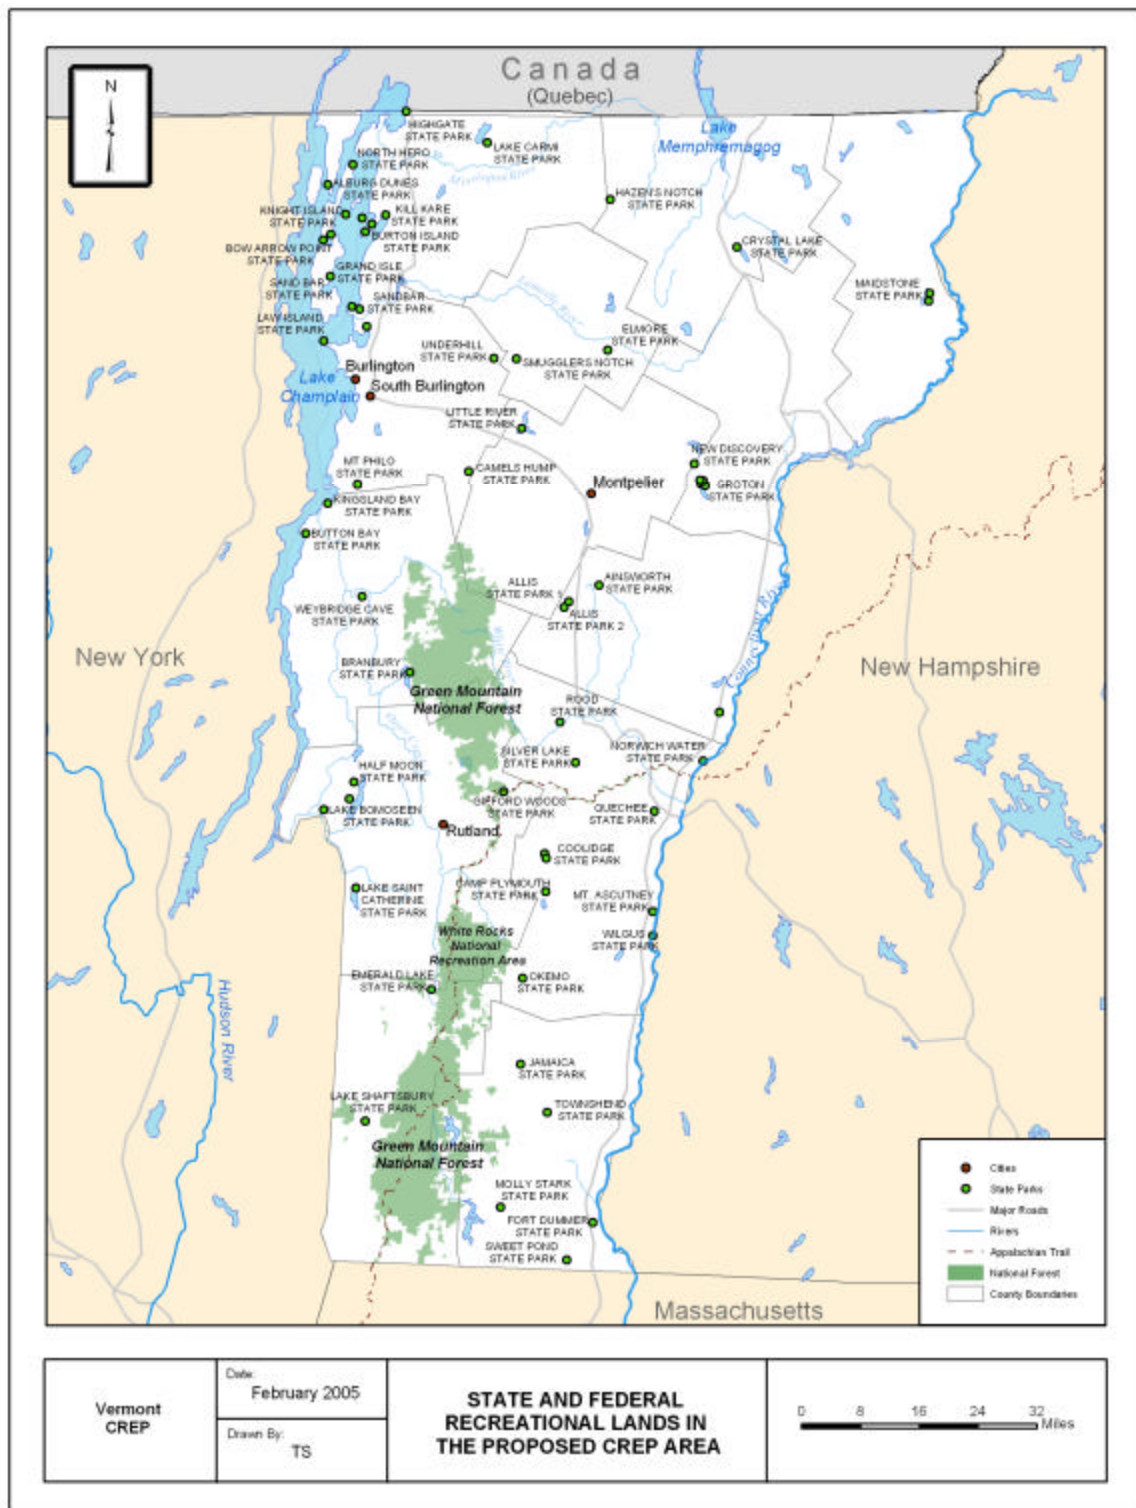 Canada
(Quebec)
N
HIGHGATE
STATE PARK
LAKE CARMI
STATE PARK
Lake
Memphremagog
NORTH HERO
STATE PARK
ALBURG DUNES
STATE PARK
HAZEN'S NOTCH
STATE PARK
KNIGHT ISLAND
STATE PARK
KILL KARE
STATE PARK
BURTON ISLAND
STATE PARK
BOW ARROW POINT
STATE PARK
CRYSTAL LAKE
STATE PARK
GRAND ISLE
STATE PARK
SAND BAR
STATE PARK
MAIDSTONE
STATE PARK
SANDBAR
STATE PARK
LAW ISLAND
STATE PARK
ELMORE
STATE PARK
UNDERHILL
STATE PARK
SMUGGLERS NOTCH
STATE PARK
Burlington
South Burlington
Lake
Champlain
LITTLE RIVER
STATE PARK
NEW DISCOVERY
STATE PARK
MT PHILO
STATE PARK
CAMELS HUMP
STATE PARK
Montpelier
GROTON
STATE PARK
KINGSLAND BAY
STATE PARK
BUTTON BAY
STATE PARK
ALLIS
STATE PARK 1
AINSWORTH
STATE PARK
WEYBRIDGE CAVE
STATE PARK
ALLIS
STATE PARK 2
Connecticut River
New York
New Hampshire
BRANBURY
STATE PARK
Green Mountain
National Forest
ROOD
STATE PARK
SILVER LAKE
STATE PARK
NORWICH WATER
STATE PARK
HALF MOON
STATE PARK
GIFFORD WOODS
STATE PARK
LAKE BOMOSEEN
STATE PARK
QUECHEE
STATE PARK
Rutland
COOLIDGE
STATE PARK
LAKE SAINT
CATHERINE
STATE PARK
CAMP PLYMOUTH
STATE PARK
MT. ASCUTNEY
STATE PARK
White Rocks
National
Recreation Area
WILGUS
STATE PARK
EMERALD LAKE
STATE PARK
OKEMO
STATE PARK
Hudson River
JAMAICA
STATE PARK
LAKE SHAFTSBURY
STATE PARK
TOWNSHEND
STATE PARK
Green Mountain
National Forest
MOLLY STARK
STATE PARK
FORT DUMMER
STATE PARK
SWEET POND
STATE PARK
Massachusetts
Cities
State Parks
Major Roads
Rivers
Appalachian Trail
National Forest
County Boundaries
Vermont
CREP
Date:
February 2005
Drawn By:
TS
STATE AND FEDERAL
RECREATIONAL LANDS IN
THE PROPOSED CREP AREA
0 8 16 24 32
Miles